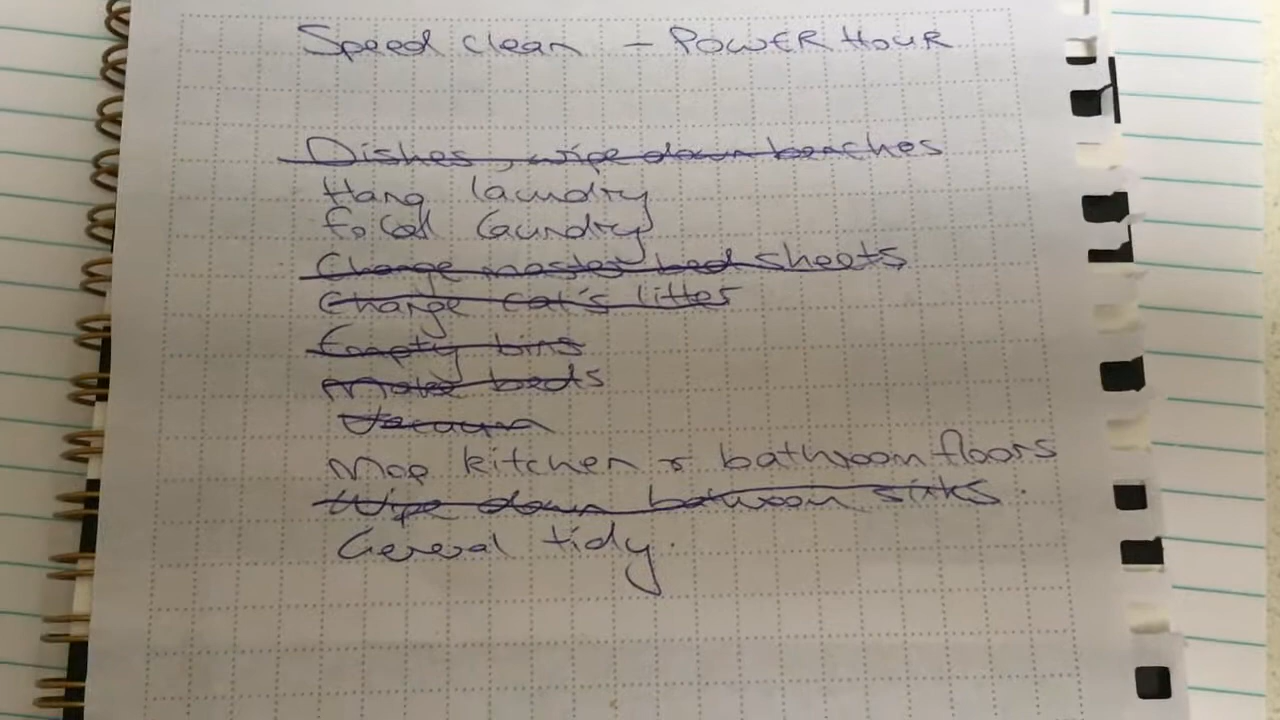 Speed clean - POWER HOUR
Dishes, wipe down benches
Hang laundry
fold laundry
Change master bed sheets
Change cat's litter
Empty bins
Make beds
Vacuum
Mop kitchen & bathroom floors
Wipe down bathroom sinks.
General tidy.